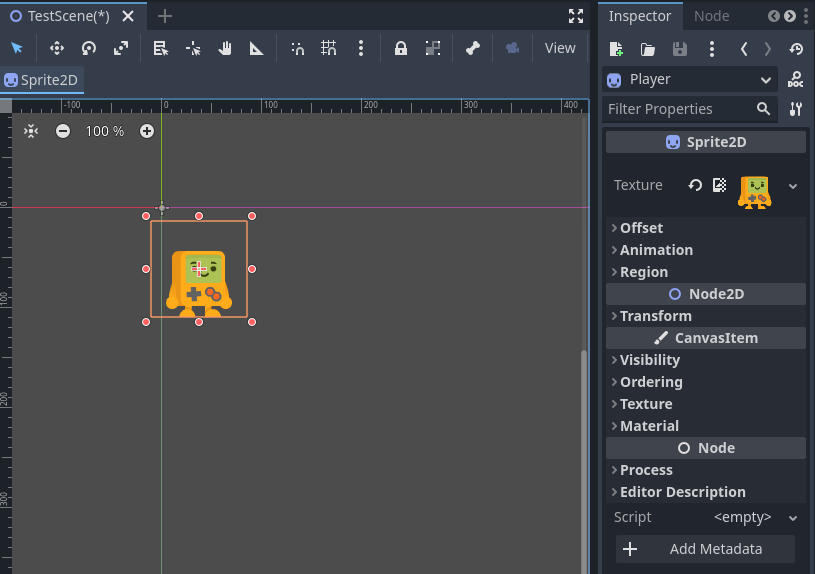 TestScene(*)
Inspector
Node
View
Sprite2D
Player
-100
0
100
200
300
400
Filter Properties
100 %
Sprite2D
Texture
0
Offset
Animation
Region
Node2D
100
Transform
CanvasItem
Visibility
Ordering
200
Texture
Material
Node
Process
300
Editor Description
Script
<empty>
Add Metadata